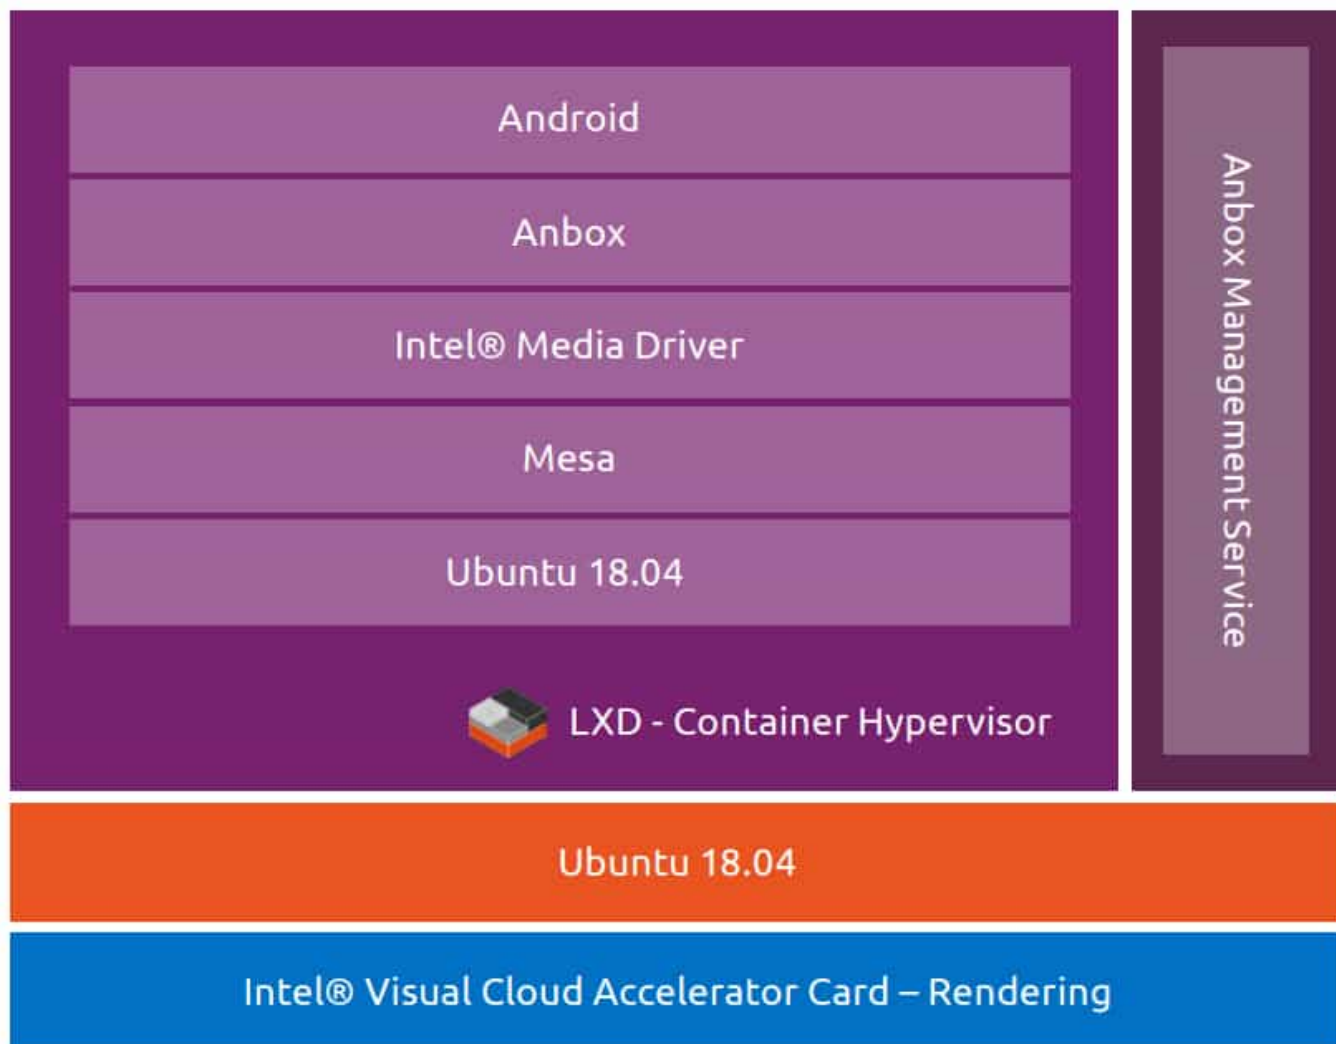 Android
Anbox
Intel® Media Driver
Mesa
Ubuntu 18.04
LXD - Container Hypervisor
Anbox Management Service
Ubuntu 18.04
Intel® Visual Cloud Accelerator Card – Rendering